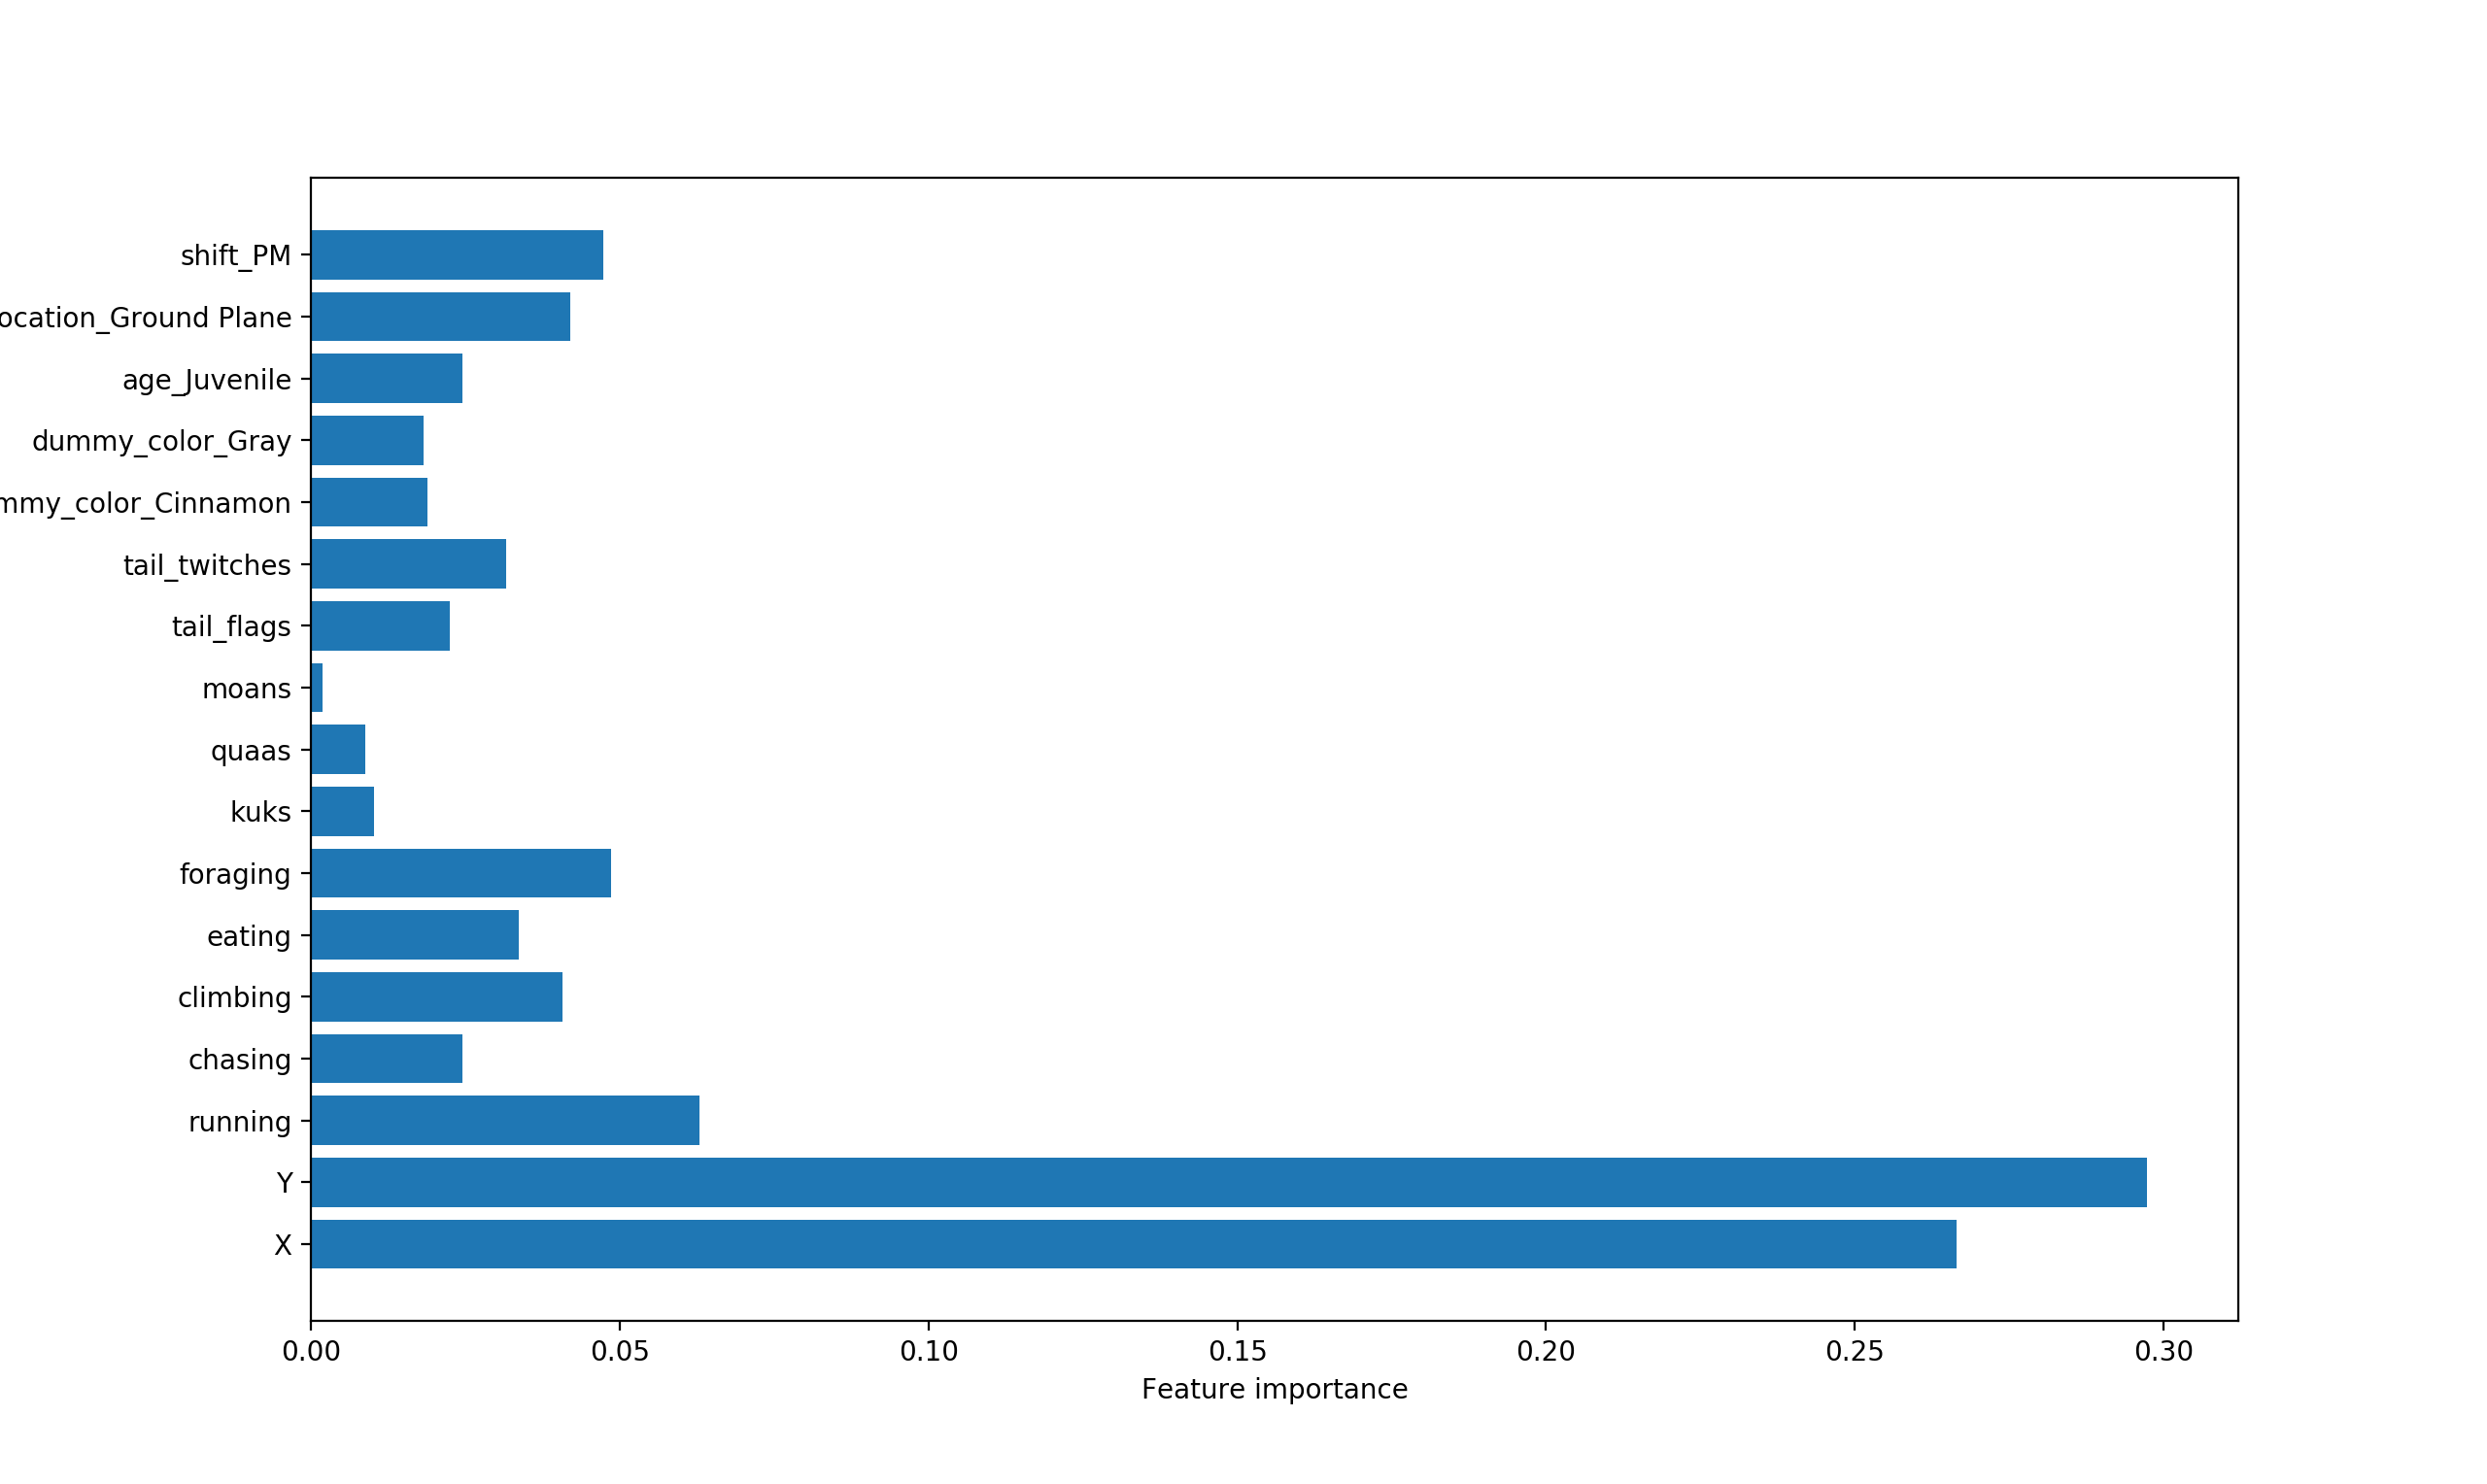 shift_PM
ocation_Ground Plane
age_Juvenile
dummy_color_Gray
mmy_color_Cinnamon
tail_twitches
tail_flags
moans
quaas
kuks
foraging
eating
climbing
chasing
running
Y
X
0.00 0.05 0.10 0.15 0.20 0.25 0.30
Feature importance